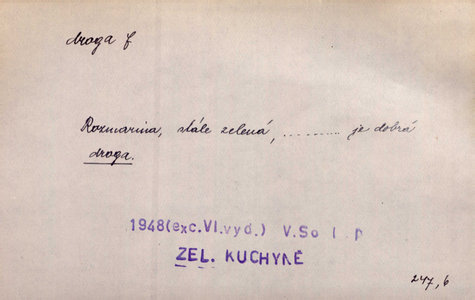 droga f
Rozmarina, stále zelená, .......... je dobrá
droga.
1948 (exc. VI. vyd.) V. So
ZEL. KUCHYNĚ
247, 6